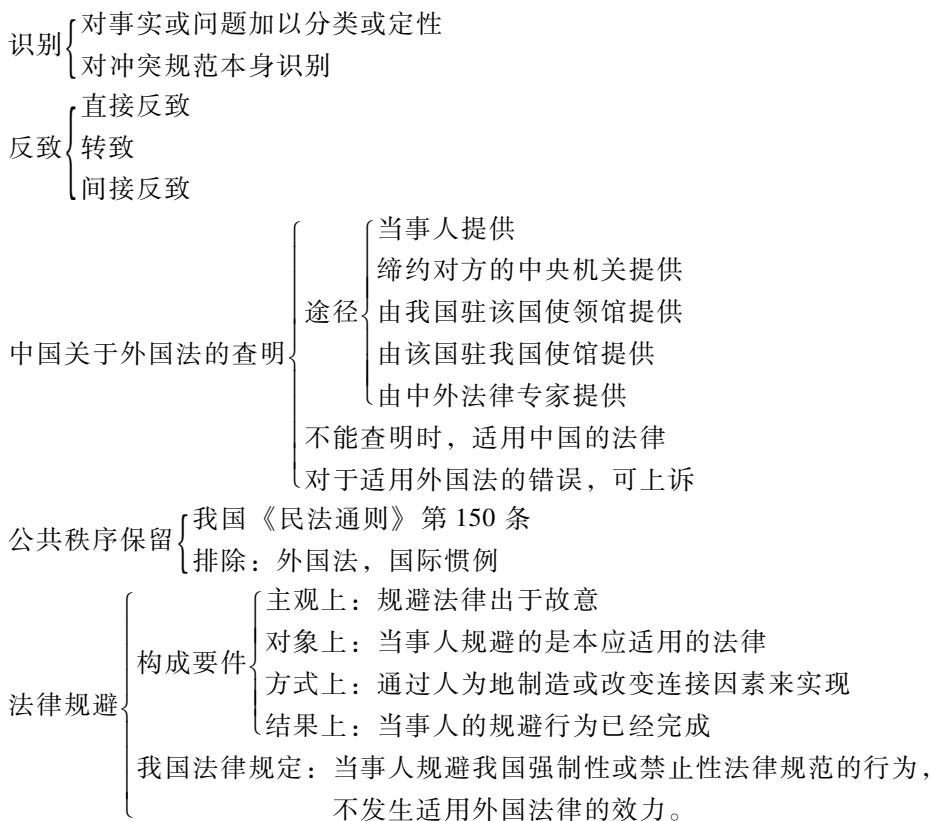 对事实或问题加以分类或定性
识别
对冲突规范本身识别
直接反致
反致
转致
间接反致
当事人提供
缔约对方的中央机关提供
途径
由我国驻该国使领馆提供
中国关于外国法的查明
由该国驻我国使馆提供
由中外法律专家提供
不能查明时，适用中国的法律
对于适用外国法的错误，可上诉
我国《民法通则》第 150 条
公共秩序保留
排除：外国法，国际惯例
主观上：规避法律出于故意
对象上：当事人规避的是本应适用的法律
构成要件
方式上：通过人为地制造或改变连接因素来实现
法律规避
结果上：当事人的规避行为已经完成
我国法律规定：当事人规避我国强制性或禁止性法律规范的行为，
不发生适用外国法律的效力。